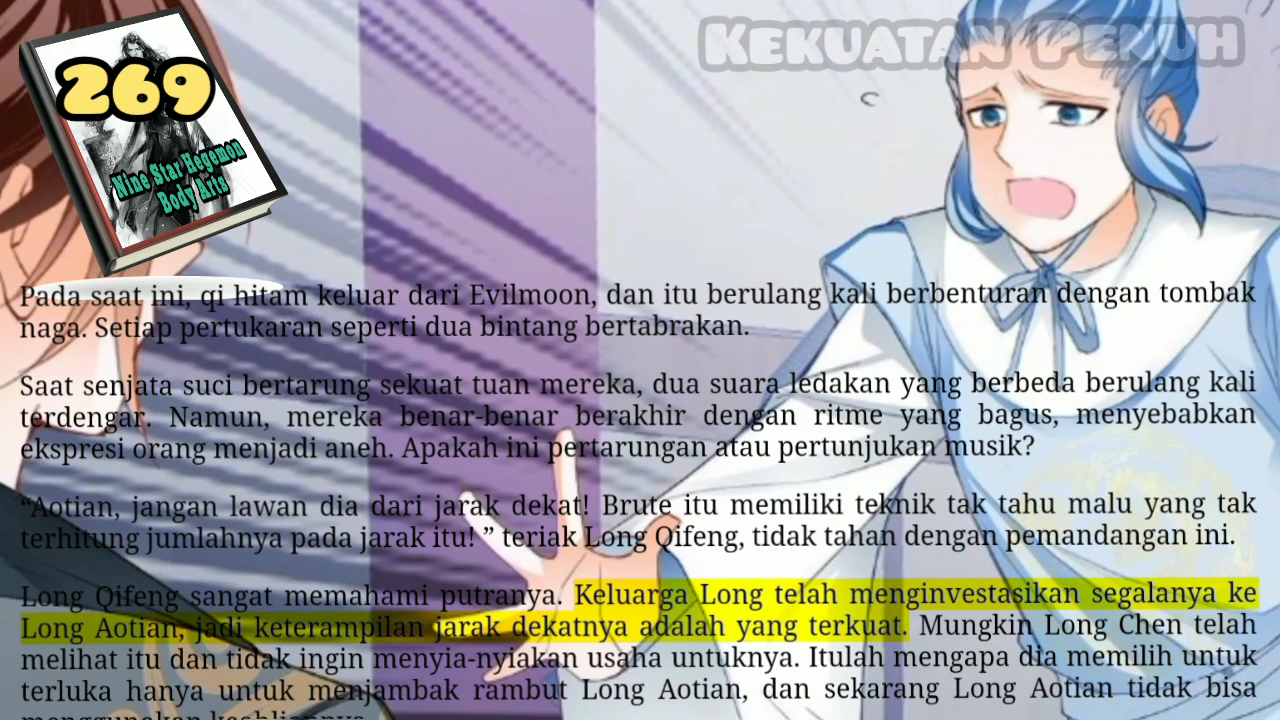 KEKUATAN PENUH
269
Nine Star Hegemon
Body Arts
Pada saat ini, qi hitam keluar dari Evilmoon, dan itu berulang kali berbenturan dengan tombak
naga. Setiap pertukaran seperti dua bintang bertabrakan.
Saat senjata suci bertarung sekuat tuan mereka, dua suara ledakan yang berbeda berulang kali
terdengar. Namun, mereka benar-benar berakhir dengan ritme yang bagus, menyebabkan
ekspresi orang menjadi aneh. Apakah ini pertarungan atau pertunjukan musik?
“Aotian, jangan lawan dia dari jarak dekat! Brute itu memiliki teknik tak tahu malu yang tak
terhitung jumlahnya pada jarak itu! ” teriak Long Qifeng, tidak tahan dengan pemandangan ini.
Long Qifeng sangat memahami putranya. Keluarga Long telah menginvestasikan segalanya ke
Long Aotian, jadi keterampilan jarak dekatnya adalah yang terkuat. Mungkin Long Chen telah
melihat itu dan tidak ingin menyia-nyiakan usaha untuknya. Itulah mengapa dia memilih untuk
terluka hanya untuk menjambak rambut Long Aotian, dan sekarang Long Aotian tidak bisa